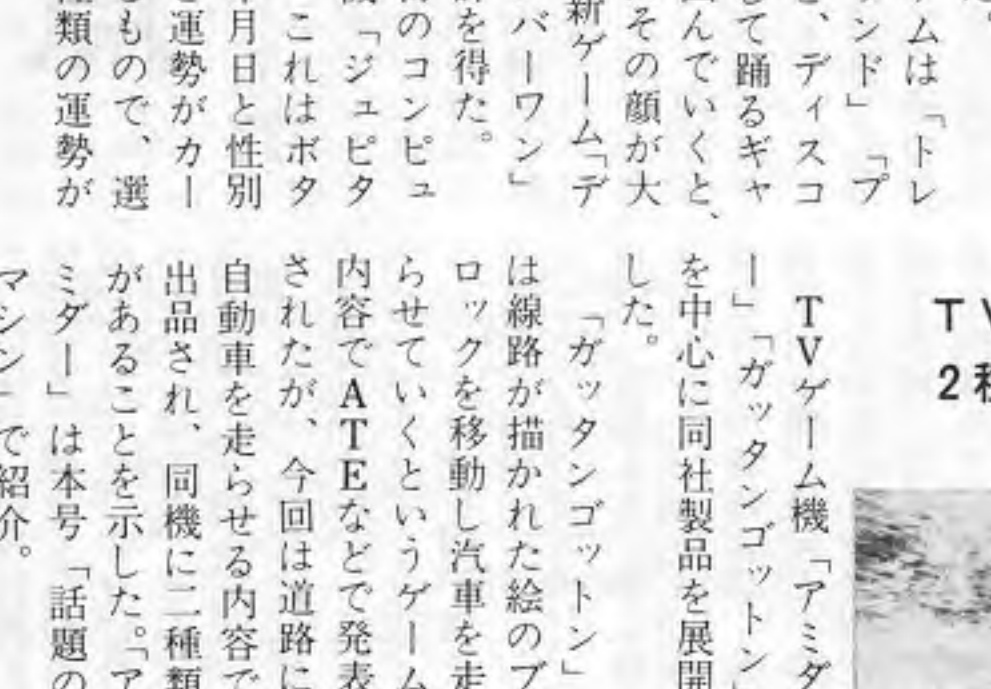 ムは「トレ
ンド」「プ
、ディスコ
して踊るギャ
んでいくと、
その顔が大
新ゲーム「デ
バーワン」
を得た。
のコンピュ
「ジュピタ
これはボタ
月日と性別
運勢がカー
もので、選
類の運勢が
TV
2種
TVゲーム機「アミダ
ー」「ガッタンゴットン」
を中心に同社製品を展開
した。
「ガッタンゴットン」
は線路が描かれた絵のブ
ロックを移動し汽車を走
らせていくというゲーム
内容でATEなどで発表
されたが、今回は道路に
自動車を走らせる内容で
出品され、同機に二種類
があることを示した。「ア
ミダー」は本号「話題の
マシン」で紹介。